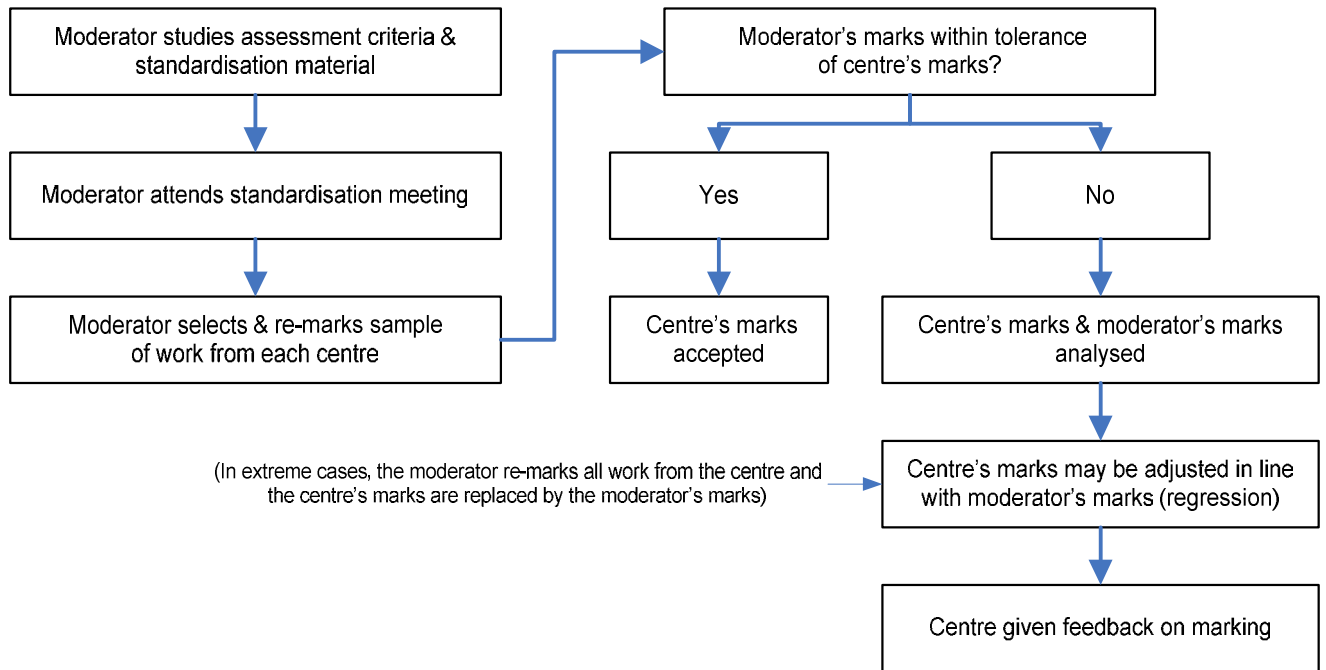 Moderator studies assessment criteria &
standardisation material
Moderator attends standardisation meeting
Moderator selects & re-marks sample
of work from each centre
Moderator’s marks within tolerance
of centre’s marks?
Yes
No
Centre’s marks
accepted
Centre’s marks & moderator’s marks
analysed
(In extreme cases, the moderator re-marks all work from the centre and
the centre’s marks are replaced by the moderator’s marks)
Centre’s marks may be adjusted in line
with moderator’s marks (regression)
Centre given feedback on marking